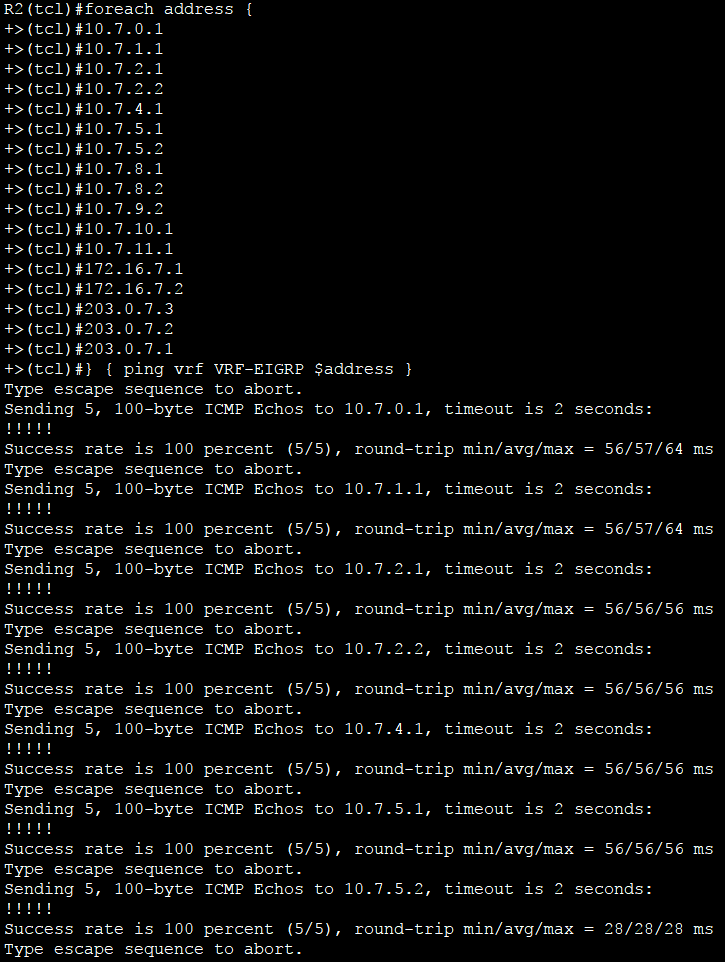 R2(tcl)#foreach address {
+>(tcl)#10.7.0.1
+>(tcl)#10.7.1.1
+>(tcl)#10.7.2.1
+>(tcl)#10.7.2.2
+>(tcl)#10.7.4.1
+>(tcl)#10.7.5.1
+>(tcl)#10.7.5.2
+>(tcl)#10.7.8.1
+>(tcl)#10.7.8.2
+>(tcl)#10.7.9.2
+>(tcl)#10.7.10.1
+>(tcl)#10.7.11.1
+>(tcl)#172.16.7.1
+>(tcl)#172.16.7.2
+>(tcl)#203.0.7.3
+>(tcl)#203.0.7.2
+>(tcl)#203.0.7.1
+>(tcl)#} { ping vrf VRF-EIGRP $address }
Type escape sequence to abort.
Sending 5, 100-byte ICMP Echos to 10.7.0.1, timeout is 2 seconds:
!!!!!
Success rate is 100 percent (5/5), round-trip min/avg/max = 56/57/64 ms
Type escape sequence to abort.
Sending 5, 100-byte ICMP Echos to 10.7.1.1, timeout is 2 seconds:
!!!!!
Success rate is 100 percent (5/5), round-trip min/avg/max = 56/57/64 ms
Type escape sequence to abort.
Sending 5, 100-byte ICMP Echos to 10.7.2.1, timeout is 2 seconds:
!!!!!
Success rate is 100 percent (5/5), round-trip min/avg/max = 56/56/56 ms
Type escape sequence to abort.
Sending 5, 100-byte ICMP Echos to 10.7.2.2, timeout is 2 seconds:
!!!!!
Success rate is 100 percent (5/5), round-trip min/avg/max = 56/56/56 ms
Type escape sequence to abort.
Sending 5, 100-byte ICMP Echos to 10.7.4.1, timeout is 2 seconds:
!!!!!
Success rate is 100 percent (5/5), round-trip min/avg/max = 56/56/56 ms
Type escape sequence to abort.
Sending 5, 100-byte ICMP Echos to 10.7.5.1, timeout is 2 seconds:
!!!!!
Success rate is 100 percent (5/5), round-trip min/avg/max = 56/56/56 ms
Type escape sequence to abort.
Sending 5, 100-byte ICMP Echos to 10.7.5.2, timeout is 2 seconds:
!!!!!
Success rate is 100 percent (5/5), round-trip min/avg/max = 28/28/28 ms
Type escape sequence to abort.